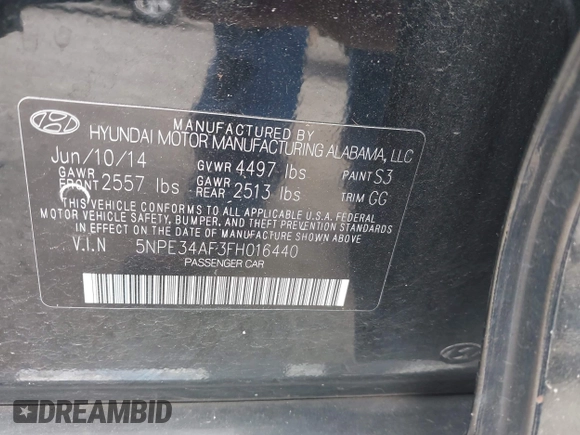 MANUFACTURED BY
HYUNDAI MOTOR MANUFACTURING ALABAMA, LLC
Jun/10/14 GVWR 4497 lbs PAINT S3
GAWR FRONT 2557 lbs GAWR REAR 2513 lbs TRIM GG
THIS VEHICLE CONFORMS TO ALL APPLICABLE U.S.A. FEDERAL
MOTOR VEHICLE SAFETY, BUMPER, AND THEFT PREVENTION STANDARDS
IN EFFECT ON THE DATE OF MANUFACTURE SHOWN ABOVE
V.I.N 5NPE34AF3FH016440
PASSENGER CAR
DREAMBID